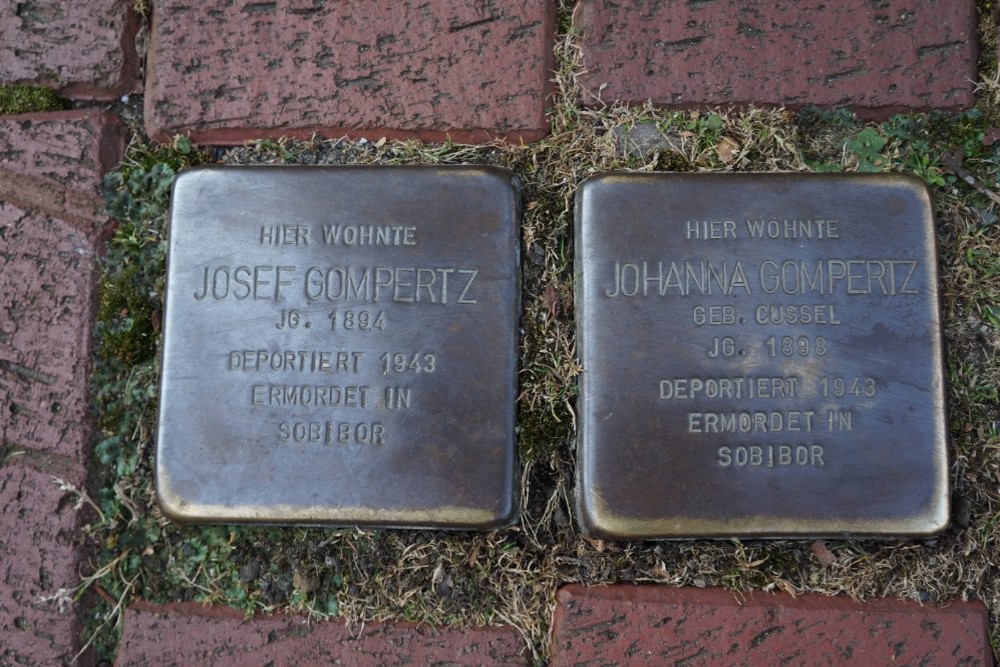 HIER WOHNTE
JOSEF GOMPERTZ
JG. 1894
DEPORTIERT 1943
ERMORDET IN
SOBIBOR
HIER WOHNTE
JOHANNA GOMPERTZ
GEB. CUSSEL
JG. 1898
DEPORTIERT 1943
ERMORDET IN
SOBIBOR